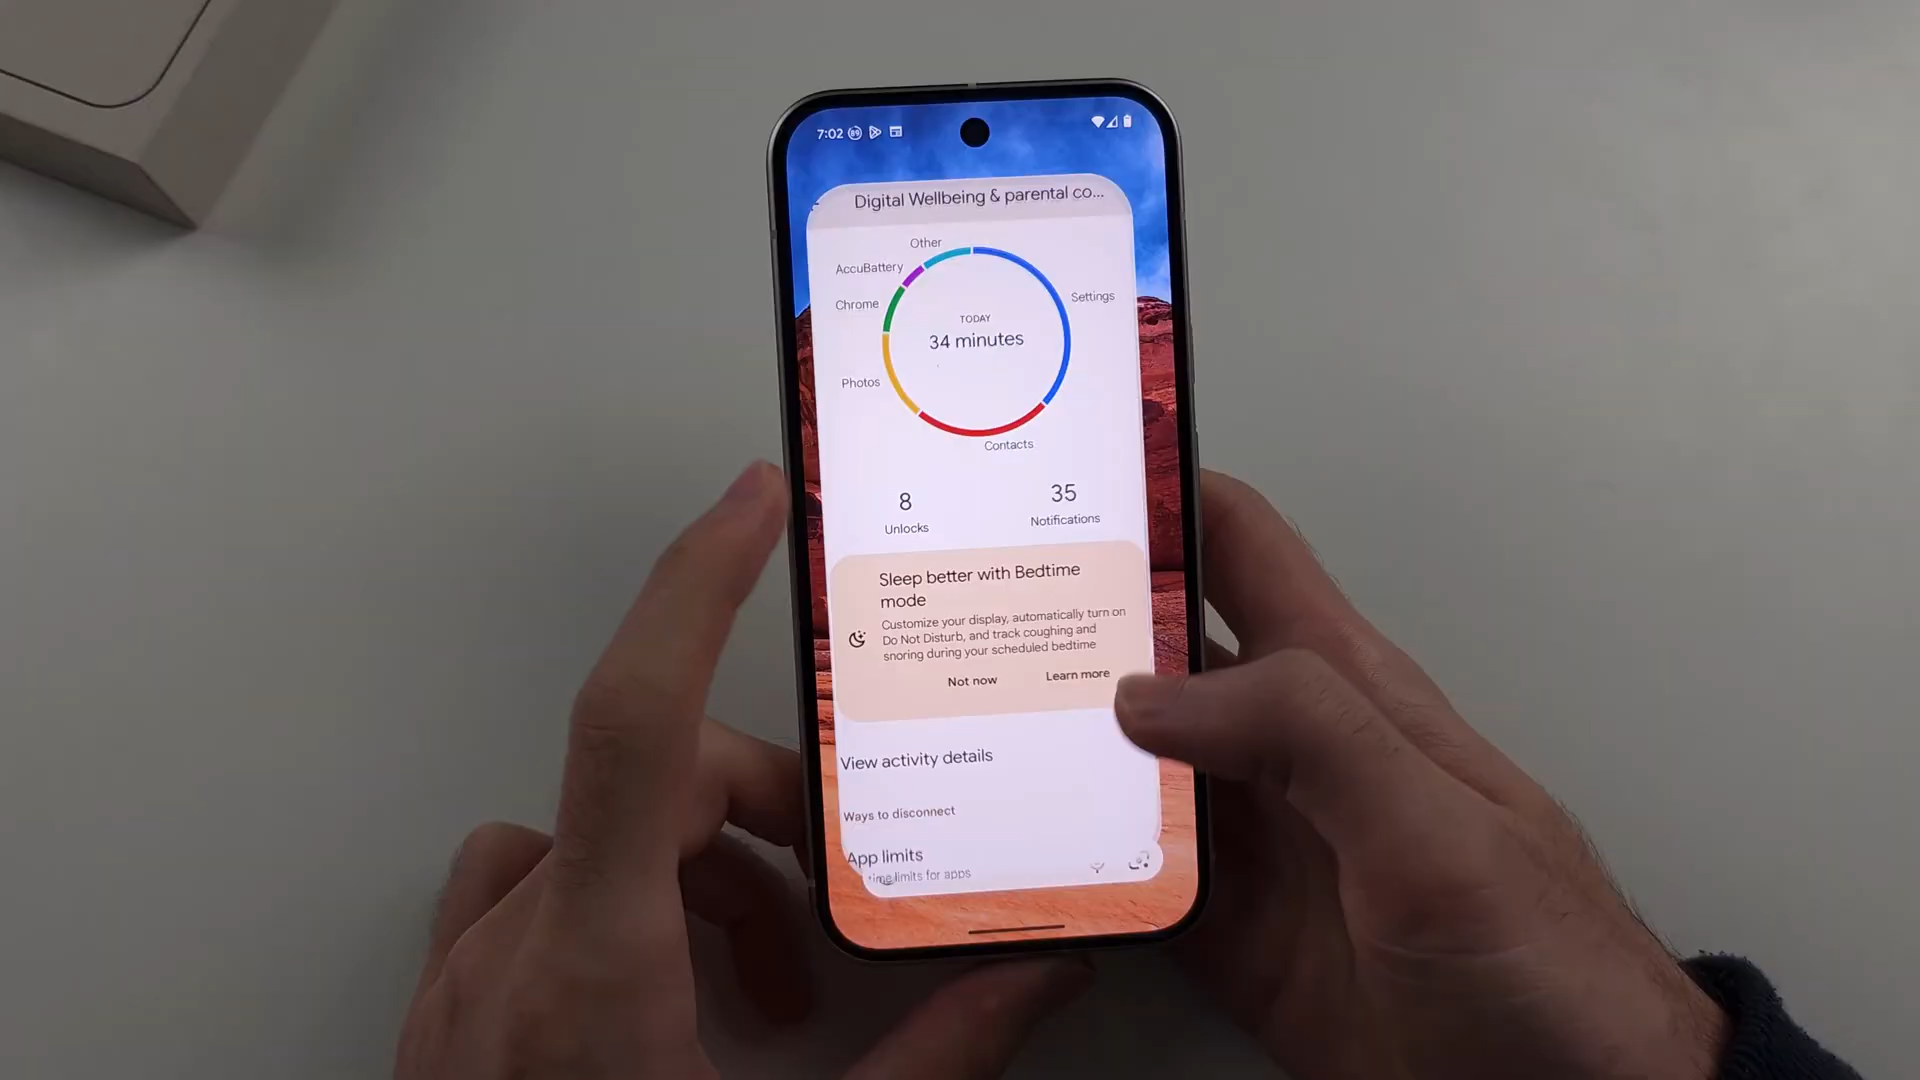 7:02 89
Digital Wellbeing & parental co...
Other
AccuBattery
Chrome
Settings
TODAY
34 minutes
Photos
Contacts
8
Unlocks
35
Notifications
Sleep better with Bedtime
mode
Customize your display, automatically turn on
Do Not Disturb, and track coughing and
snoring during your scheduled bedtime
Not now
Learn more
View activity details
Ways to disconnect
App limits
time limits for apps